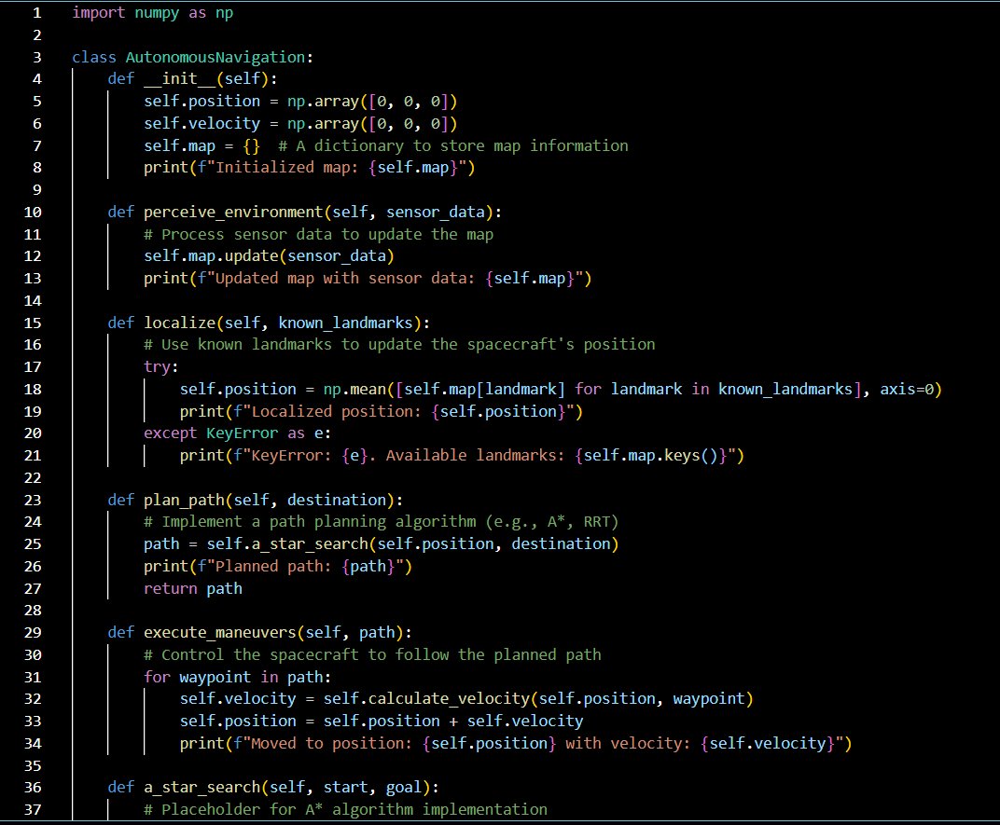 1 import numpy as np
2
3 class AutonomousNavigation:
4     def __init__(self):
5         self.position = np.array([0, 0, 0])
6         self.velocity = np.array([0, 0, 0])
7         self.map = {}  # A dictionary to store map information
8         print(f"Initialized map: {self.map}")
9
10     def perceive_environment(self, sensor_data):
11         # Process sensor data to update the map
12         self.map.update(sensor_data)
13         print(f"Updated map with sensor data: {self.map}")
14
15     def localize(self, known_landmarks):
16         # Use known landmarks to update the spacecraft's position
17         try:
18             self.position = np.mean([self.map[landmark] for landmark in known_landmarks], axis=0)
19             print(f"Localized position: {self.position}")
20         except KeyError as e:
21             print(f"KeyError: {e}. Available landmarks: {self.map.keys()}")
22
23     def plan_path(self, destination):
24         # Implement a path planning algorithm (e.g., A*, RRT)
25         path = self.a_star_search(self.position, destination)
26         print(f"Planned path: {path}")
27         return path
28
29     def execute_maneuvers(self, path):
30         # Control the spacecraft to follow the planned path
31         for waypoint in path:
32             self.velocity = self.calculate_velocity(self.position, waypoint)
33             self.position = self.position + self.velocity
34             print(f"Moved to position: {self.position} with velocity: {self.velocity}")
35
36     def a_star_search(self, start, goal):
37         # Placeholder for A* algorithm implementation